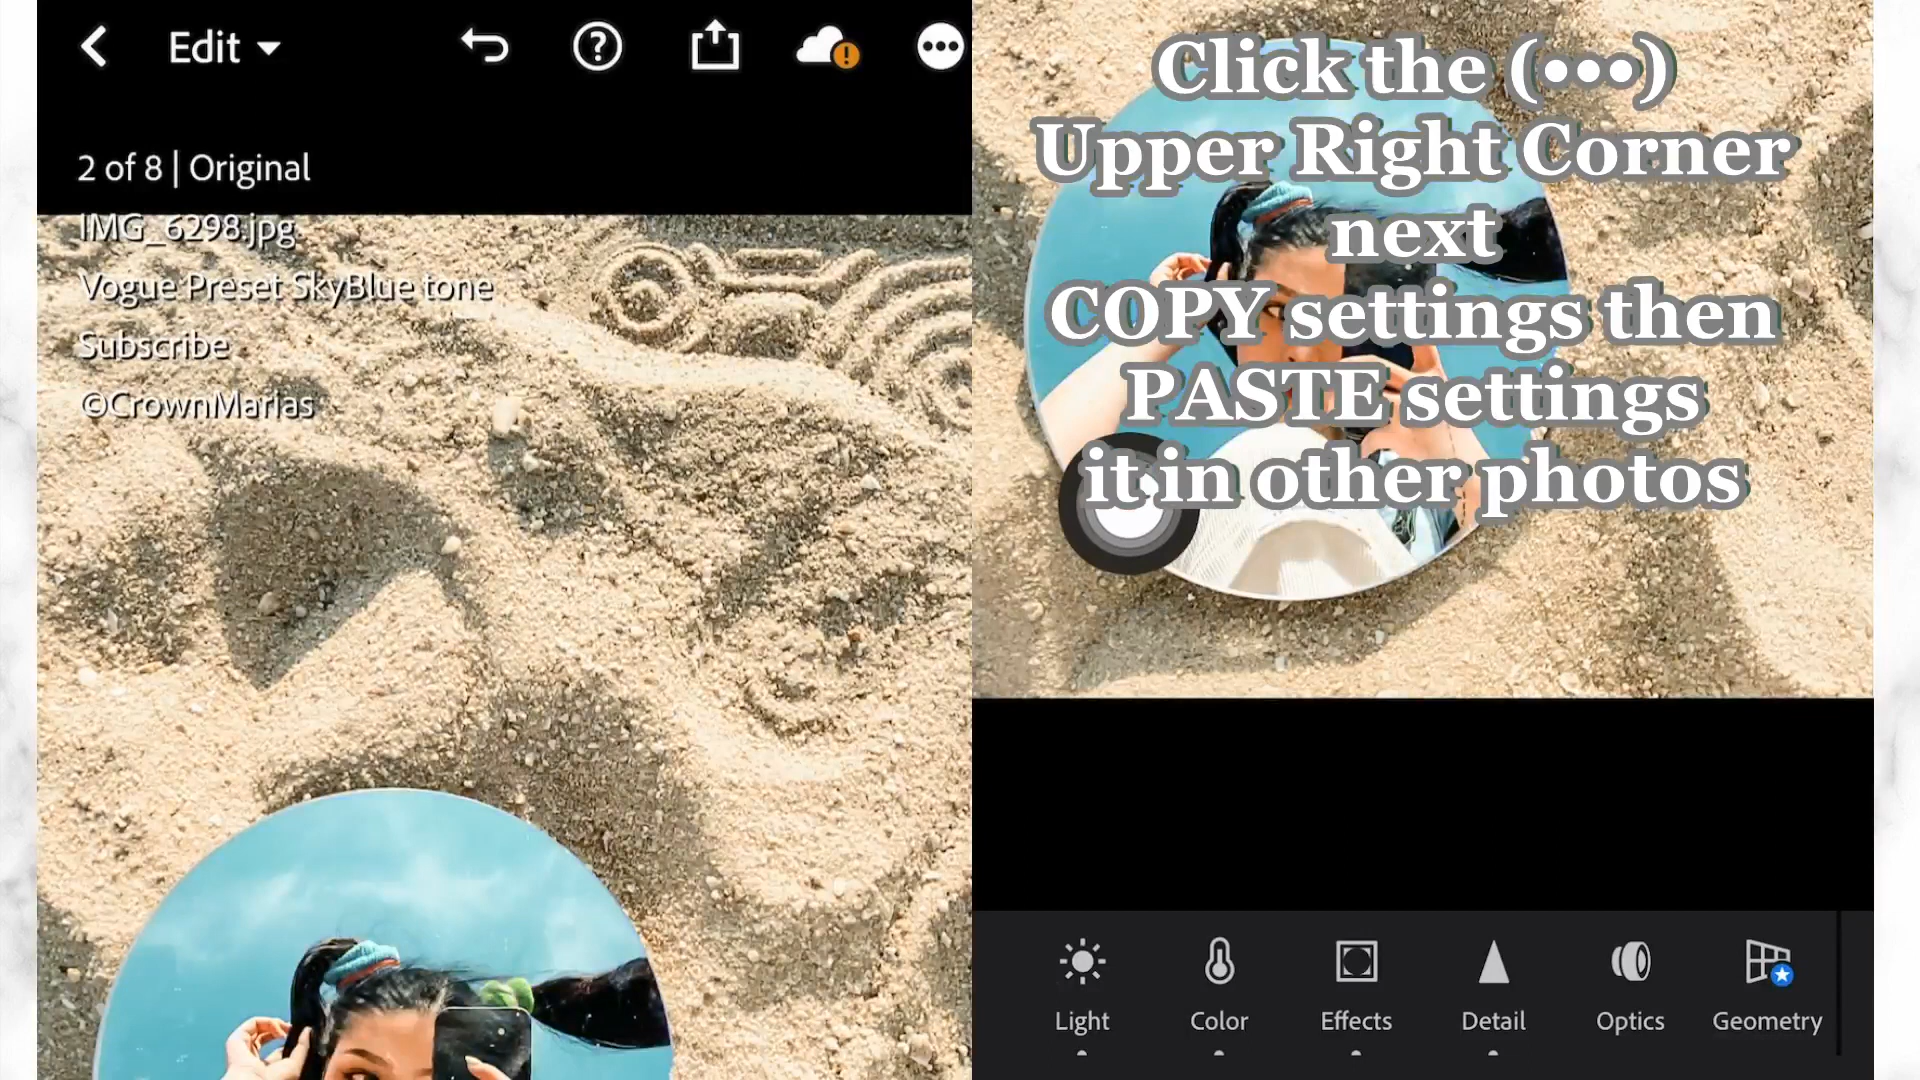 Edit
2 of 8 | Original
IMG_6298.jpg
Vogue Preset SkyBlue tone
Subscribe
©CrownMarias
Click the (•••)
Upper Right Corner
next
COPY settings then
PASTE settings
it in other photos
Light
Color
Effects
Detail
Optics
Geometry